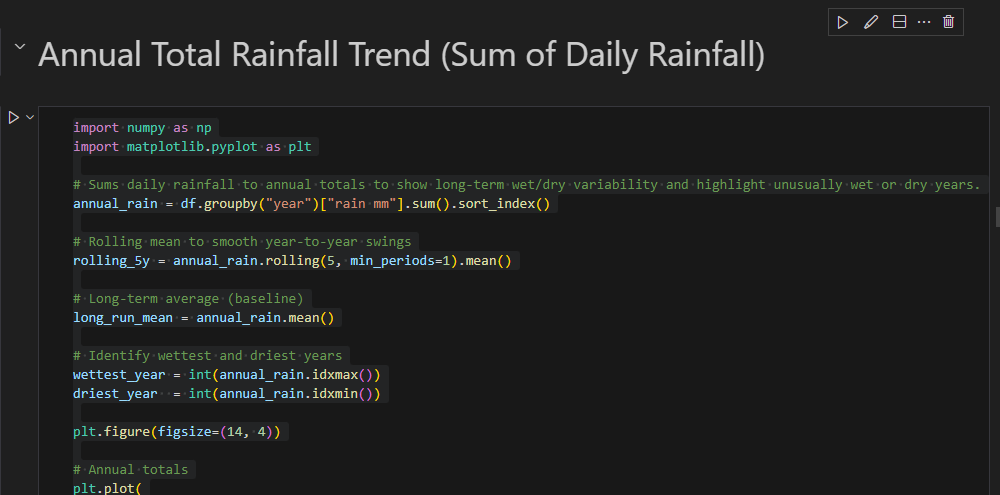 Annual Total Rainfall Trend (Sum of Daily Rainfall)
import numpy as np
import matplotlib.pyplot as plt
# Sums daily rainfall to annual totals to show long-term wet/dry variability and highlight unusually wet or dry years.
annual_rain = df.groupby("year")["rain mm"].sum().sort_index()
# Rolling mean to smooth year-to-year swings
rolling_5y = annual_rain.rolling(5, min_periods=1).mean()
# Long-term average (baseline)
long_run_mean = annual_rain.mean()
# Identify wettest and driest years
wettest_year = int(annual_rain.idxmax())
driest_year  = int(annual_rain.idxmin())
plt.figure(figsize=(14, 4))
# Annual totals
plt.plot(